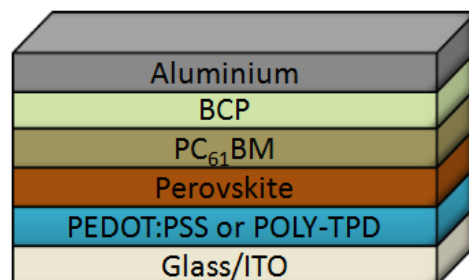 Aluminium
BCP
PC₆₁BM
Perovskite
PEDOT:PSS or POLY-TPD
Glass/ITO